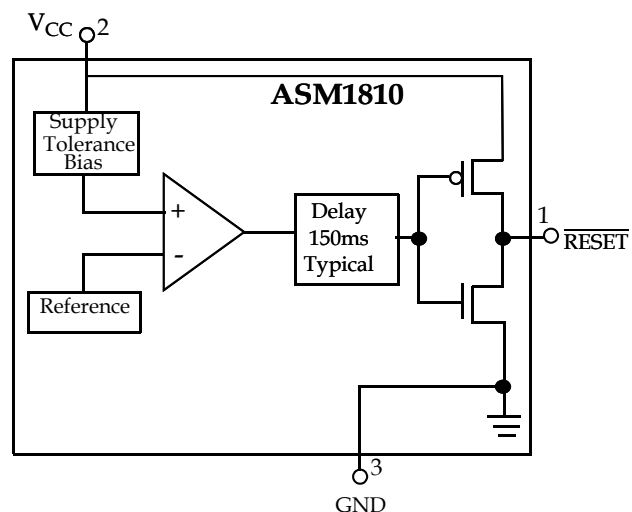 VCC 2
ASM1810
Supply
Tolerance
Bias
+
-
Reference
Delay
150ms
Typical
1
RESET
3
GND